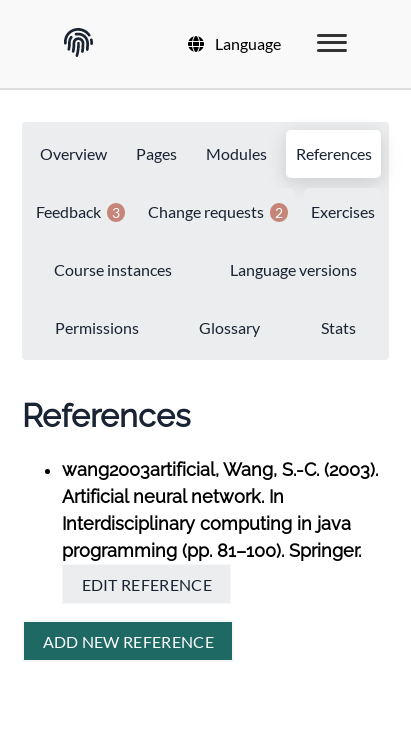 Language
Overview Pages Modules References
Feedback 3 Change requests 2 Exercises
Course instances Language versions
Permissions Glossary Stats
References
wang2003artificial, Wang, S.-C. (2003).
Artificial neural network. In
Interdisciplinary computing in java
programming (pp. 81–100). Springer.
EDIT REFERENCE
ADD NEW REFERENCE